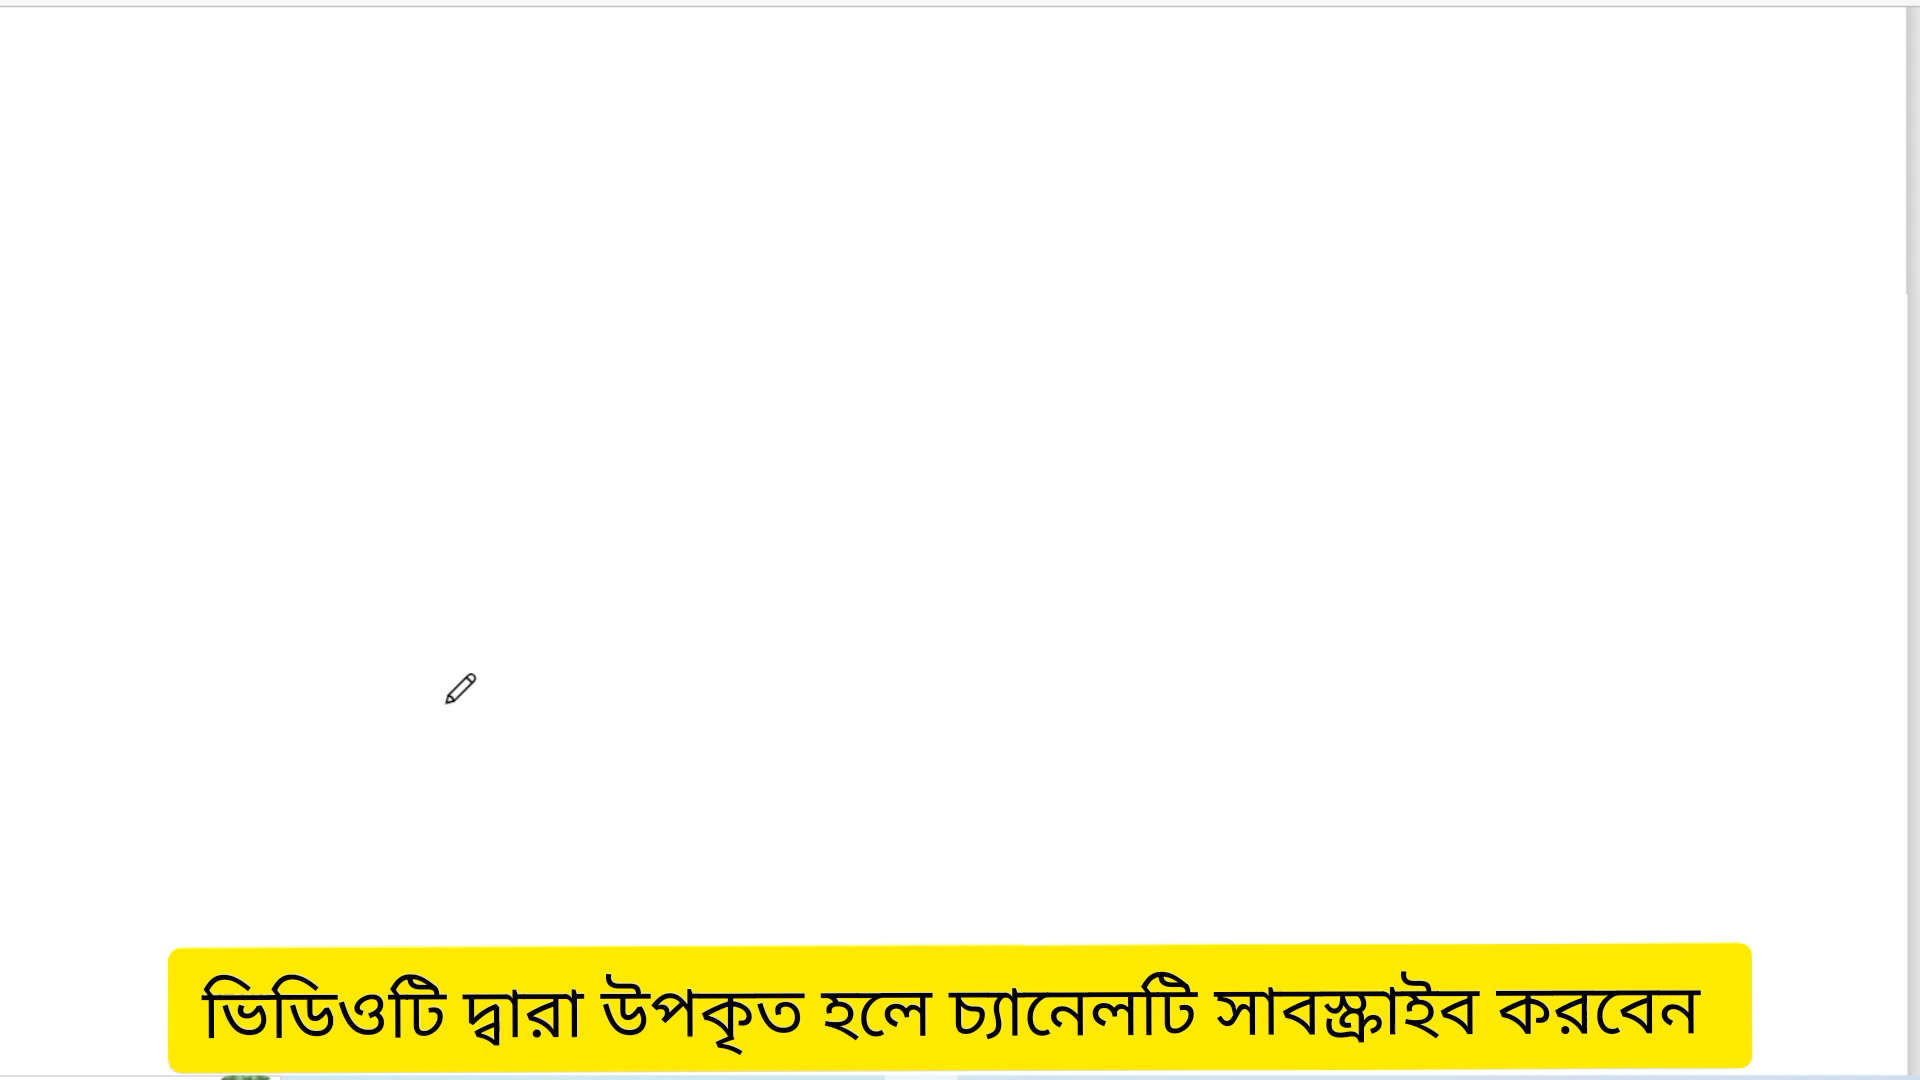 ভিডিওটি দ্বারা উপকৃত হলে চ্যানেলটি সাবস্ক্রাইব করবেন